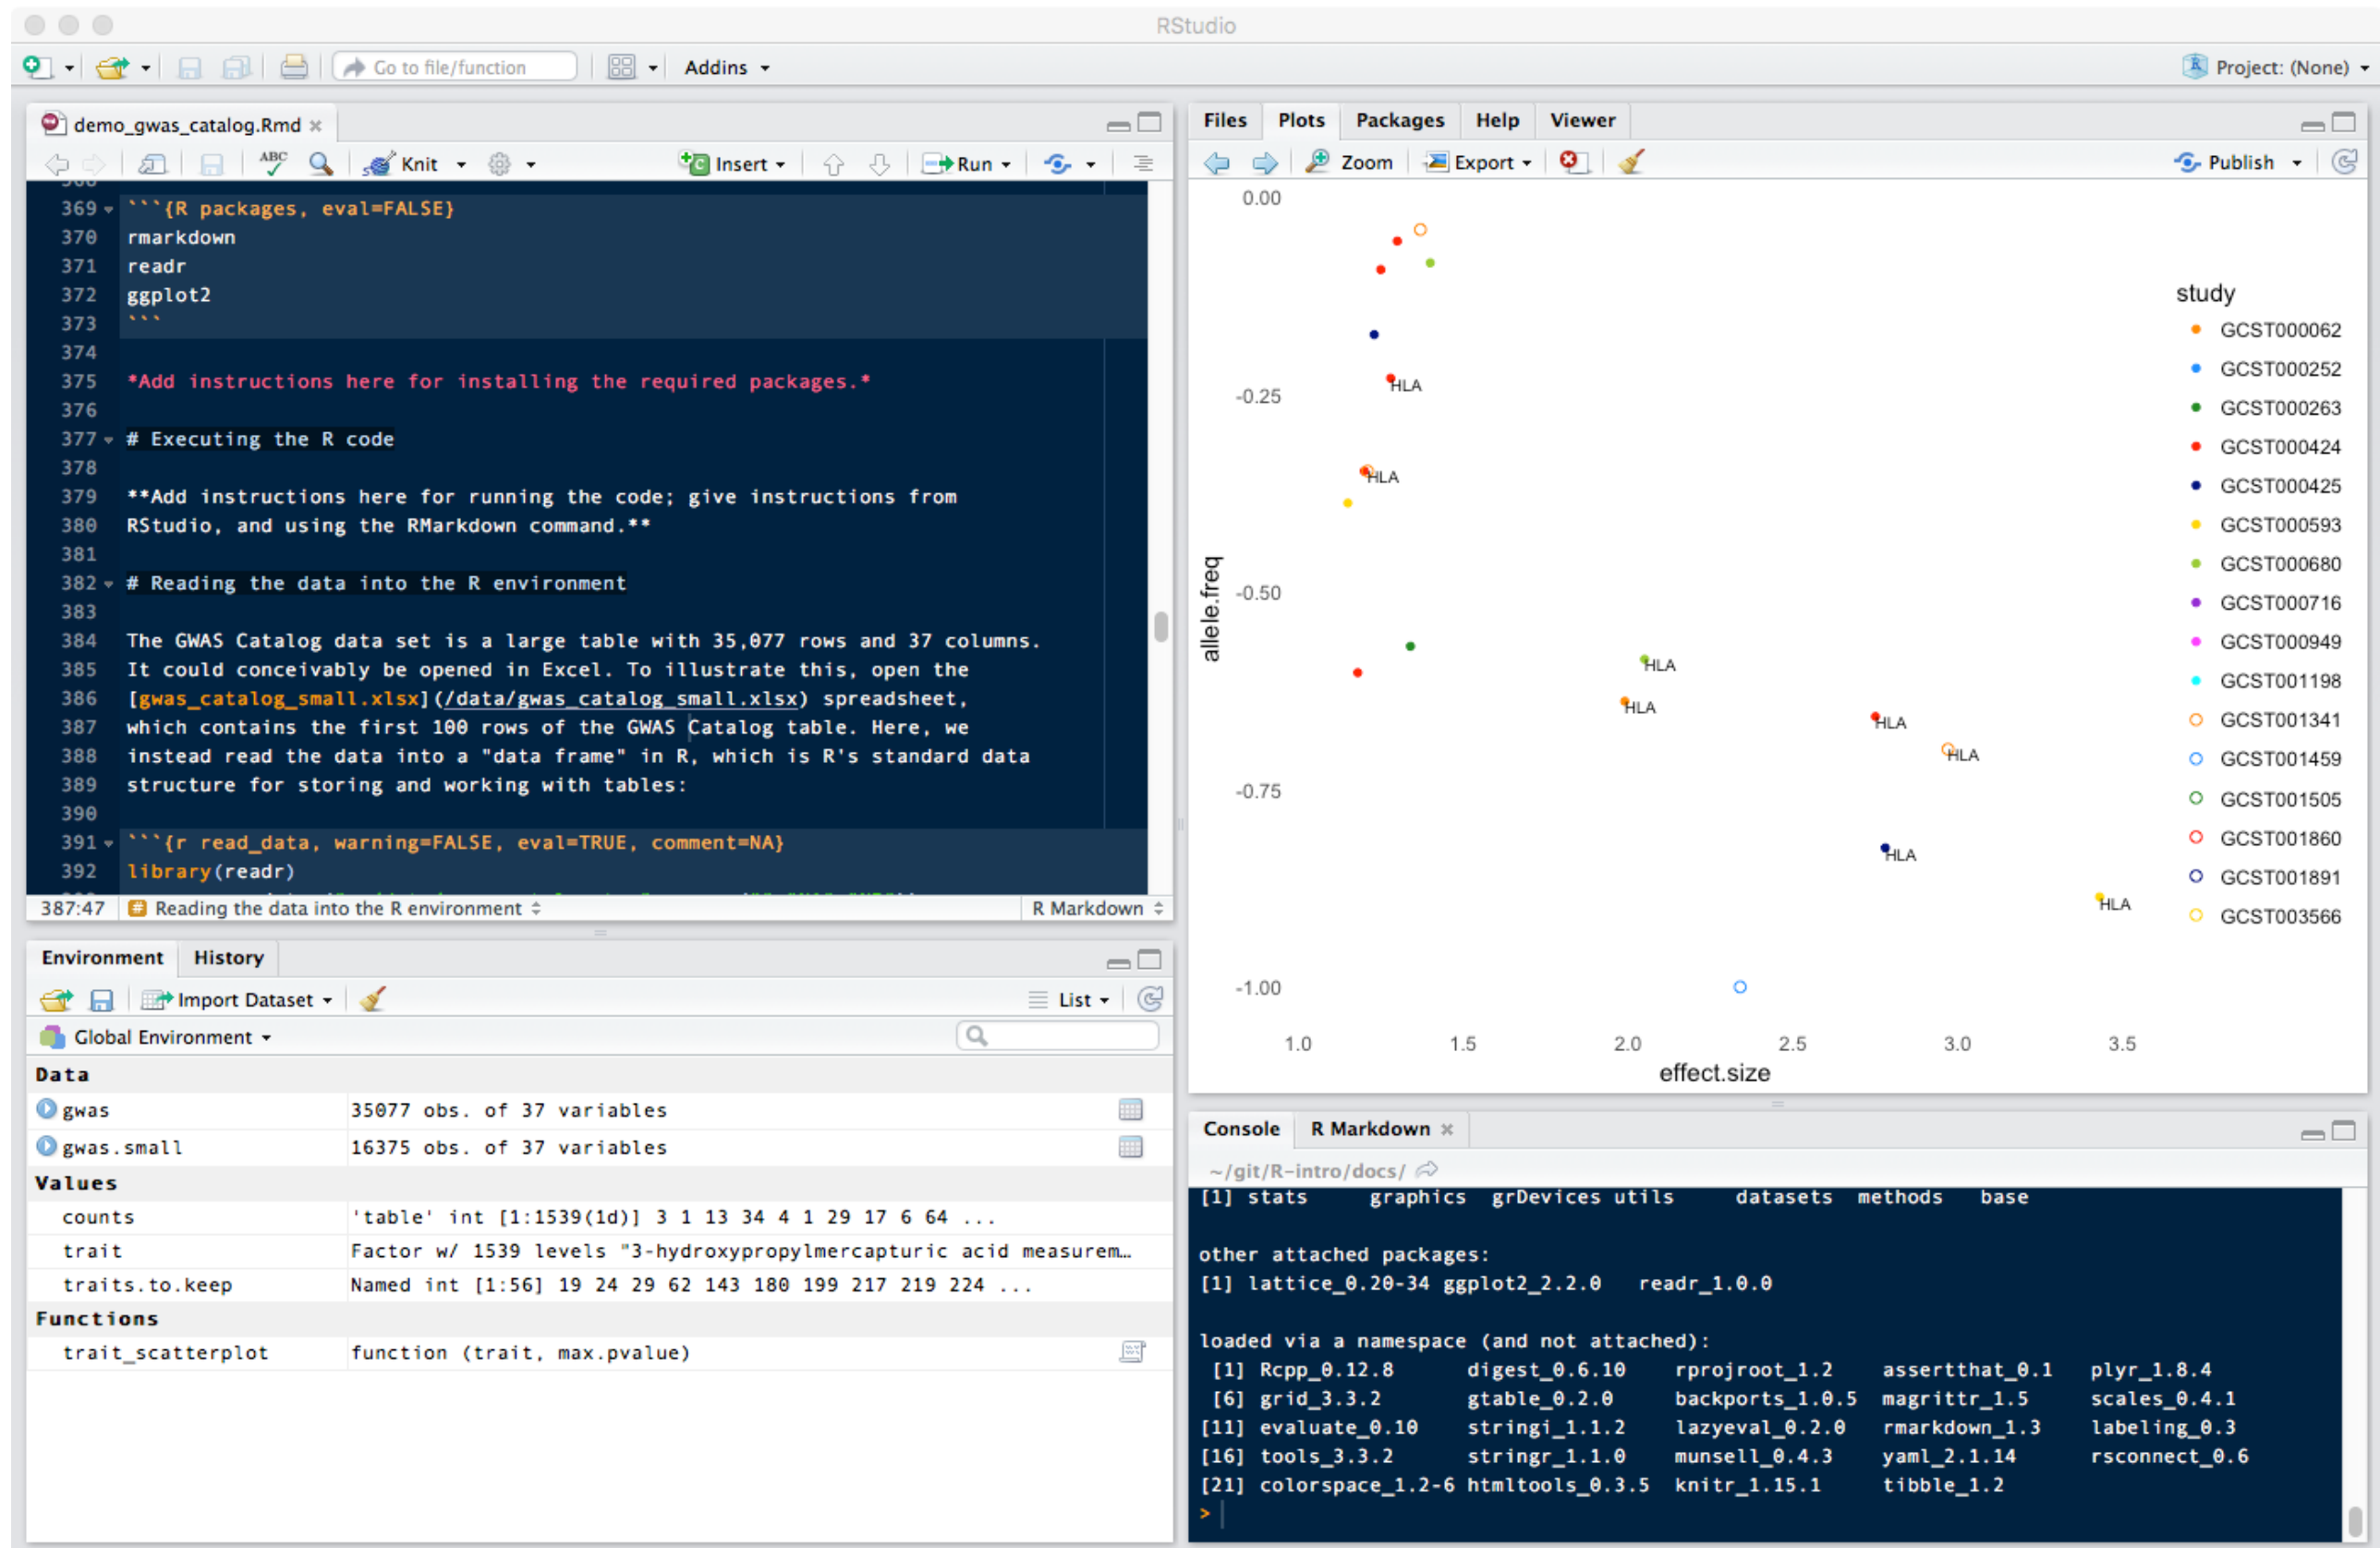 RStudio
Go to file/function
Addins
Project: (None)
demo_gwas_catalog.Rmd
ABC
Knit
Insert
Run
369 ```{R packages, eval=FALSE}
370 rmarkdown
371 readr
372 ggplot2
373 ```
374
375 *Add instructions here for installing the required packages.*
376
377 # Executing the R code
378
379 **Add instructions here for running the code; give instructions from
380 RStudio, and using the RMarkdown command.**
381
382 # Reading the data into the R environment
383
384 The GWAS Catalog data set is a large table with 35,077 rows and 37 columns.
385 It could conceivably be opened in Excel. To illustrate this, open the
386 [gwas_catalog_small.xlsx](/data/gwas_catalog_small.xlsx) spreadsheet,
387 which contains the first 100 rows of the GWAS Catalog table. Here, we
388 instead read the data into a "data frame" in R, which is R's standard data
389 structure for storing and working with tables:
390
391 ```{r read_data, warning=FALSE, eval=TRUE, comment=NA}
392 library(readr)
387:47 # Reading the data into the R environment R Markdown
Environment History
Import Dataset List
Global Environment
Data
gwas 35077 obs. of 37 variables
gwas.small 16375 obs. of 37 variables
Values
counts 'table' int [1:1539(1d)] 3 1 13 34 4 1 29 17 6 64 ...
trait Factor w/ 1539 levels "3-hydroxypropylmercapturic acid measurem…
traits.to.keep Named int [1:56] 19 24 29 62 143 180 199 217 219 224 ...
Functions
trait_scatterplot function (trait, max.pvalue)
Files Plots Packages Help Viewer
Zoom Export Publish
0.00
-0.25
-0.50
-0.75
-1.00
allele.freq
HLA
HLA
HLA
HLA
HLA
HLA
HLA
HLA
1.0 1.5 2.0 2.5 3.0 3.5
effect.size
study
GCST000062
GCST000252
GCST000263
GCST000424
GCST000425
GCST000593
GCST000680
GCST000716
GCST000949
GCST001198
GCST001341
GCST001459
GCST001505
GCST001860
GCST001891
GCST003566
Console R Markdown
~/git/R-intro/docs/
[1] stats graphics grDevices utils datasets methods base
other attached packages:
[1] lattice_0.20-34 ggplot2_2.2.0 readr_1.0.0
loaded via a namespace (and not attached):
[1] Rcpp_0.12.8 digest_0.6.10 rprojroot_1.2 assertthat_0.1 plyr_1.8.4
[6] grid_3.3.2 gtable_0.2.0 backports_1.0.5 magrittr_1.5 scales_0.4.1
[11] evaluate_0.10 stringi_1.1.2 lazyeval_0.2.0 rmarkdown_1.3 labeling_0.3
[16] tools_3.3.2 stringr_1.1.0 munsell_0.4.3 yaml_2.1.14 rsconnect_0.6
[21] colorspace_1.2-6 htmltools_0.3.5 knitr_1.15.1 tibble_1.2
>